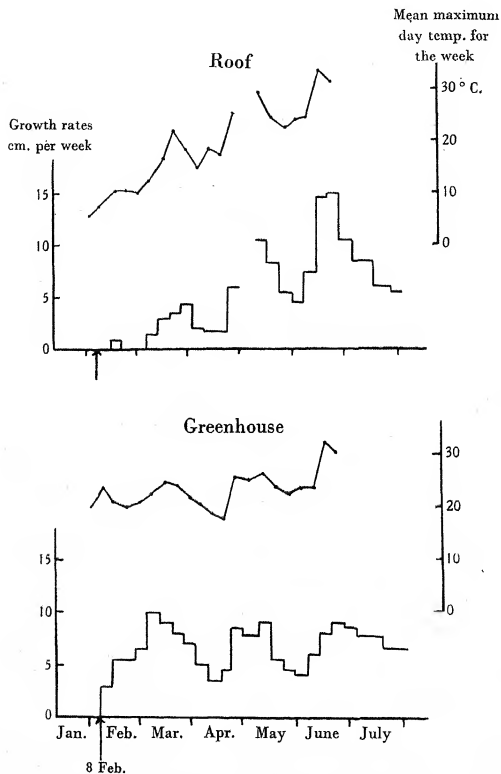 Mean maximum
day temp. for
the week
Roof
30° C.
Growth rates
cm. per week
20
15
10
10
0
5
0
Greenhouse
30
20
15
10
10
0
5
0
Jan. Feb. Mar. Apr. May June July
8 Feb.